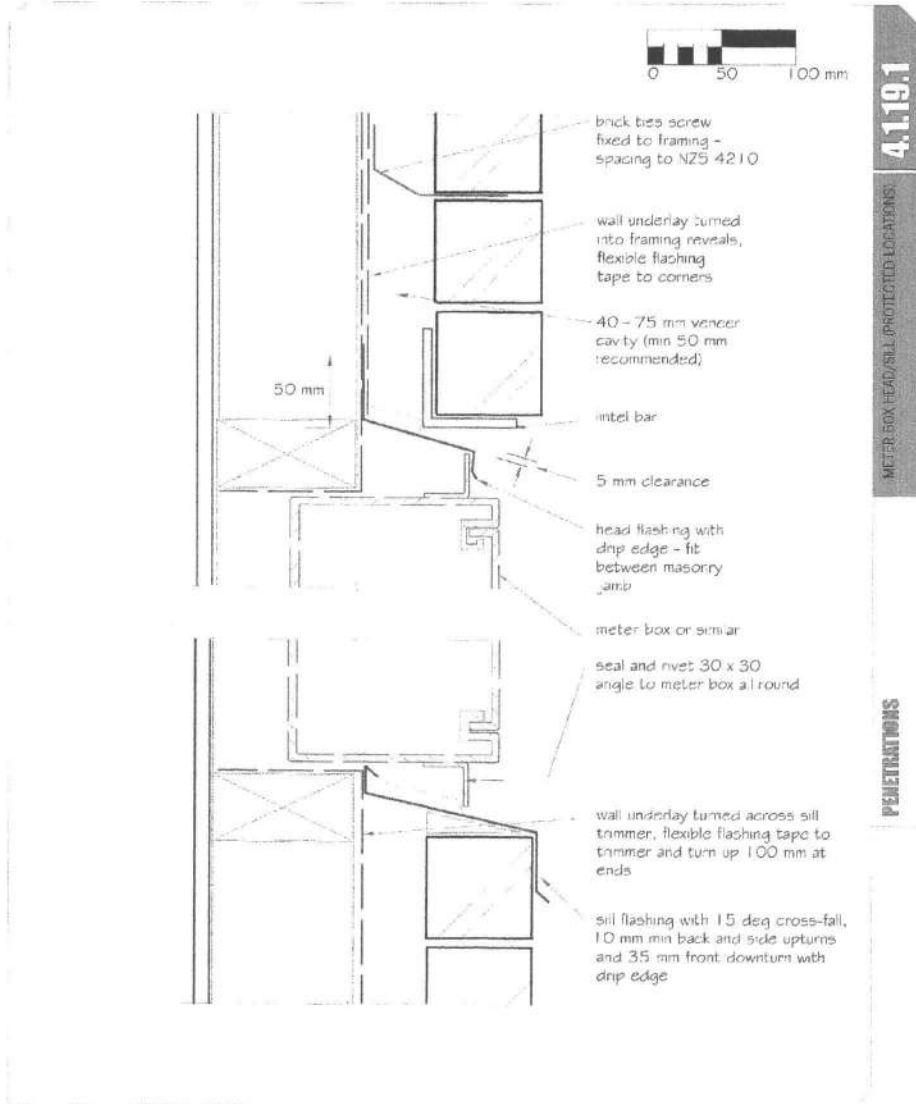 0 50 100 mm
brick ties screw
fixed to framing -
spacing to NZS 4210
wall underlay turned
into framing reveals,
flexible flashing
tape to corners
40 - 75 mm veneer
cavity (min 50 mm
recommended)
50 mm
lintel bar
5 mm clearance
head flashing with
drip edge - fit
between masonry
jamb
meter box or similar
seal and rivet 30 x 30
angle to meter box all round
wall underlay turned across sill
trimmer, flexible flashing tape to
trimmer and turn up 100 mm at
ends
sill flashing with 15 deg cross-fall,
10 mm min back and side upturns
and 35 mm front downturn with
drip edge
4.1.19.1
METER BOX HEAD/SILL (PROTECTED LOCATIONS)
PENETRATIONS